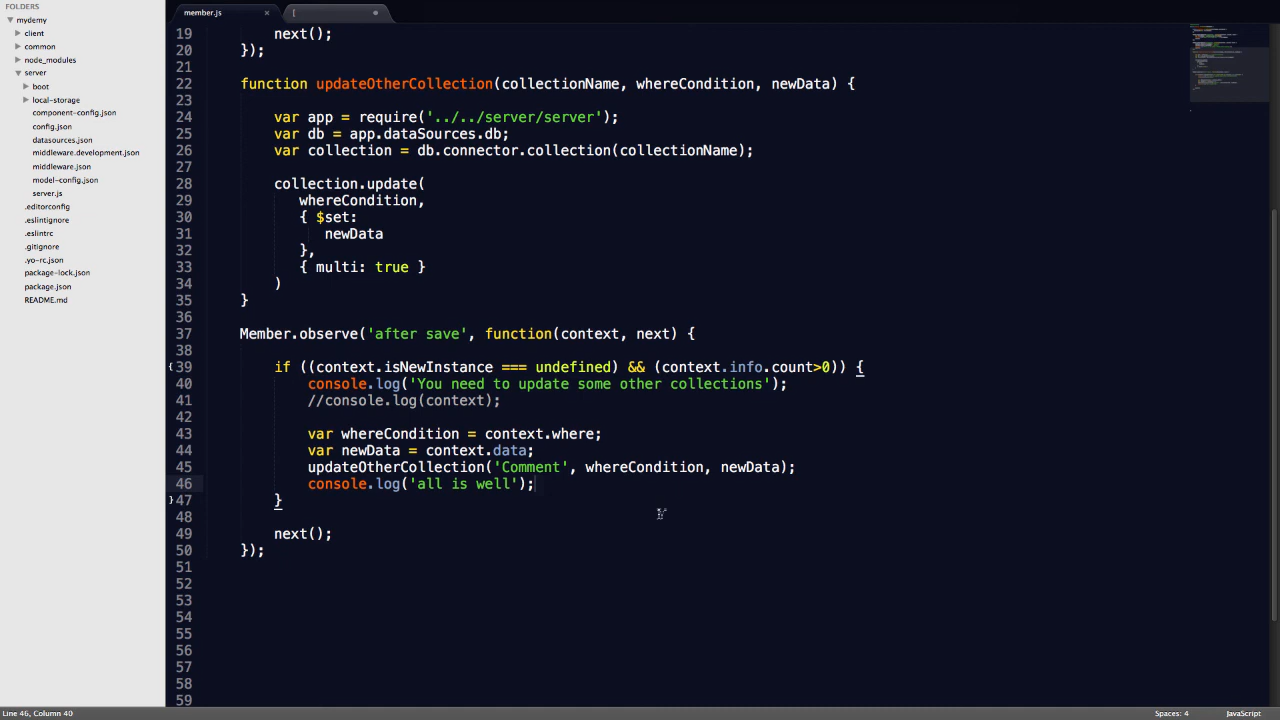 FOLDERS
mydemy
client
common
node_modules
server
boot
local-storage
component-config.json
config.json
datasources.json
middleware.development.json
middleware.json
model-config.json
server.js
.editorconfig
.eslintignore
.eslintrc
.gitignore
.yo-rc.json
package-lock.json
package.json
README.md
member.js ×
[
19 next();
20 });
21
22 function updateOtherCollection(collectionName, whereCondition, newData) {
23
24 var app = require('../../server/server');
25 var db = app.dataSources.db;
26 var collection = db.connector.collection(collectionName);
27
28 collection.update(
29 whereCondition,
30 { $set:
31 newData
32 },
33 { multi: true }
34 )
35 }
36
37 Member.observe('after save', function(context, next) {
38
39 if ((context.isNewInstance === undefined) && (context.info.count>0)) {
40 console.log('You need to update some other collections');
41 //console.log(context);
42
43 var whereCondition = context.where;
44 var newData = context.data;
45 updateOtherCollection('Comment', whereCondition, newData);
46 console.log('all is well');
47 }
48
49 next();
50 });
51
52
53
54
55
56
57
58
59
Line 46, Column 40
Spaces: 4
JavaScript